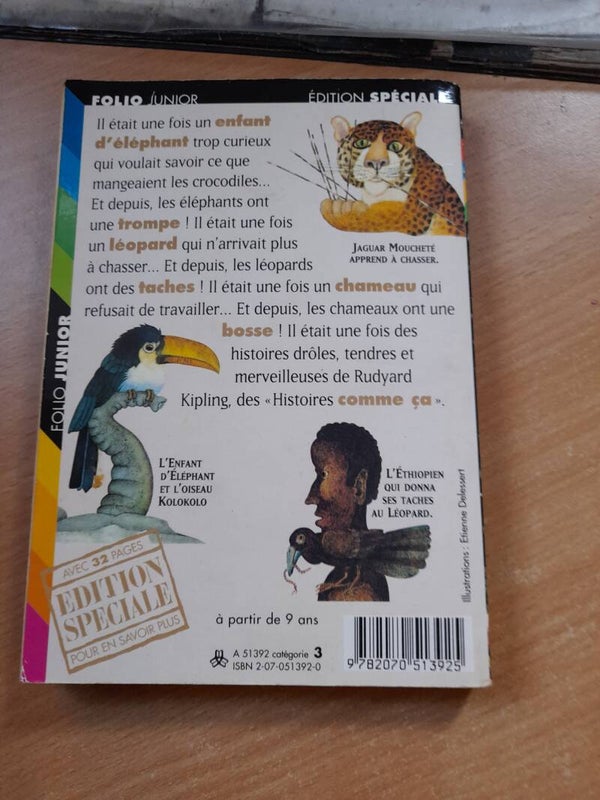 FOLIO JUNIOR
ÉDITION SPÉCIALE
Il était une fois un enfant
d'éléphant trop curieux
qui voulait savoir ce que
mangeaient les crocodiles...
Et depuis, les éléphants ont
une trompe ! Il était une fois
un léopard qui n'arrivait plus
à chasser... Et depuis, les léopards
ont des taches ! Il était une fois un chameau qui
refusait de travailler... Et depuis, les chameaux ont une
bosse ! Il était une fois des
histoires drôles, tendres et
merveilleuses de Rudyard
Kipling, des « Histoires comme ça ».
JAGUAR MOUCHETÉ
APPREND À CHASSER.
FOLIO JUNIOR
L'ENFANT
D'ÉLÉPHANT
ET L'OISEAU
KOLOKOLO
L'ÉTHIOPIEN
QUI DONNA
SES TACHES
AU LÉOPARD.
Illustrations : Etienne Delessert
AVEC 32 PAGES
EDITION
SPECIALE
POUR EN SAVOIR PLUS
à partir de 9 ans
A 51392 catégorie 3
ISBN 2-07-051392-0
9 782070 513925